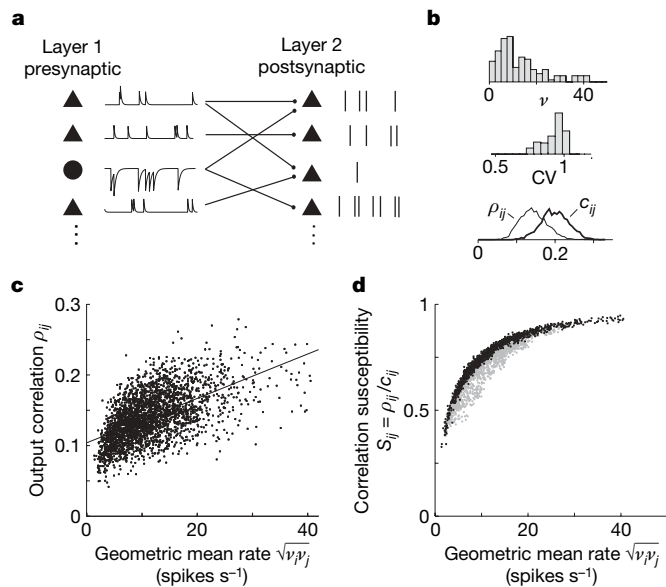 a
Layer 1
presynaptic
Layer 2
postsynaptic
b
0 40
ν
0.5 1
CV
ρij cij
0 0.2
c
0.3
0.2
0.1
0
0 20 40
Output correlation ρij
Geometric mean rate √νiνj
(spikes s⁻¹)
d
1
0.5
0
0 20 40
Correlation susceptibility
Sij = ρij/cij
Geometric mean rate √νiνj
(spikes s⁻¹)